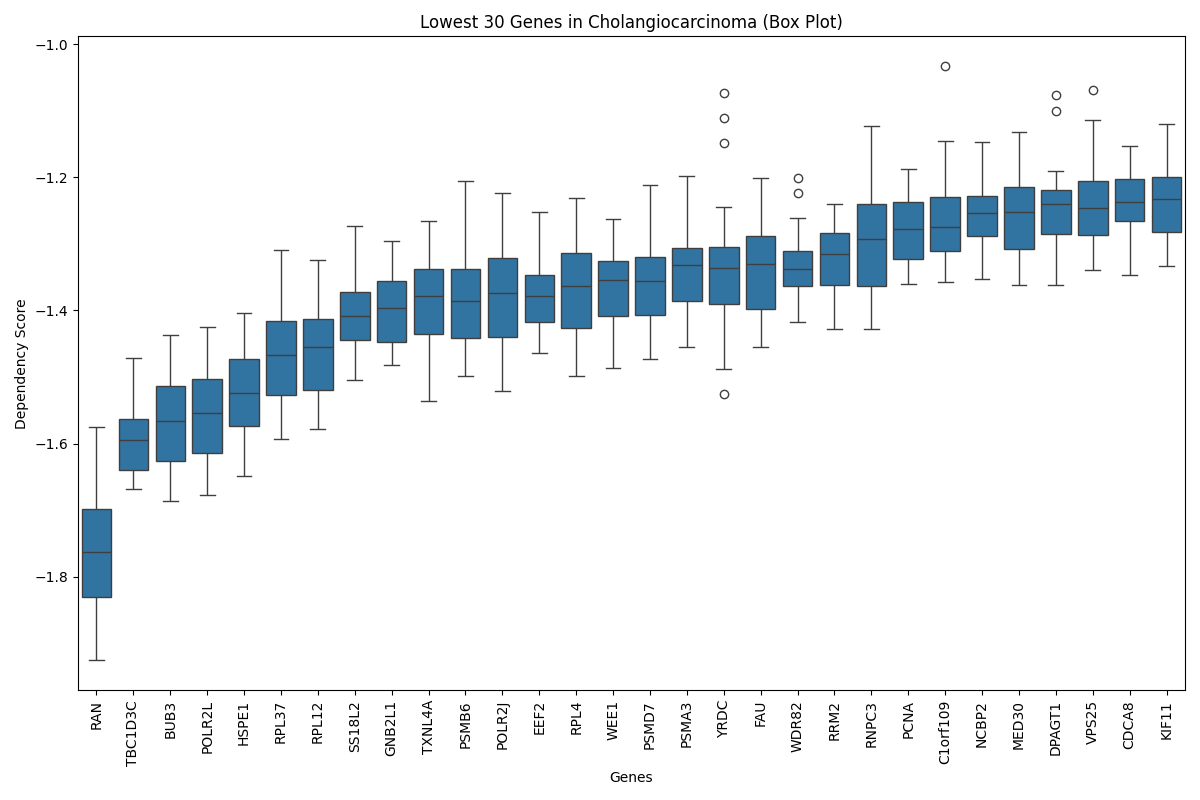 Lowest 30 Genes in Cholangiocarcinoma (Box Plot)
Dependency Score
−1.0
−1.2
−1.4
−1.6
−1.8
RAN
TBC1D3C
BUB3
POLR2L
HSPE1
RPL37
RPL12
SS18L2
GNB2L1
TXNL4A
PSMB6
POLR2J
EEF2
RPL4
WEE1
PSMD7
PSMA3
YRDC
FAU
WDR82
RRM2
RNPC3
PCNA
C1orf109
NCBP2
MED30
DPAGT1
VPS25
CDCA8
KIF11
Genes